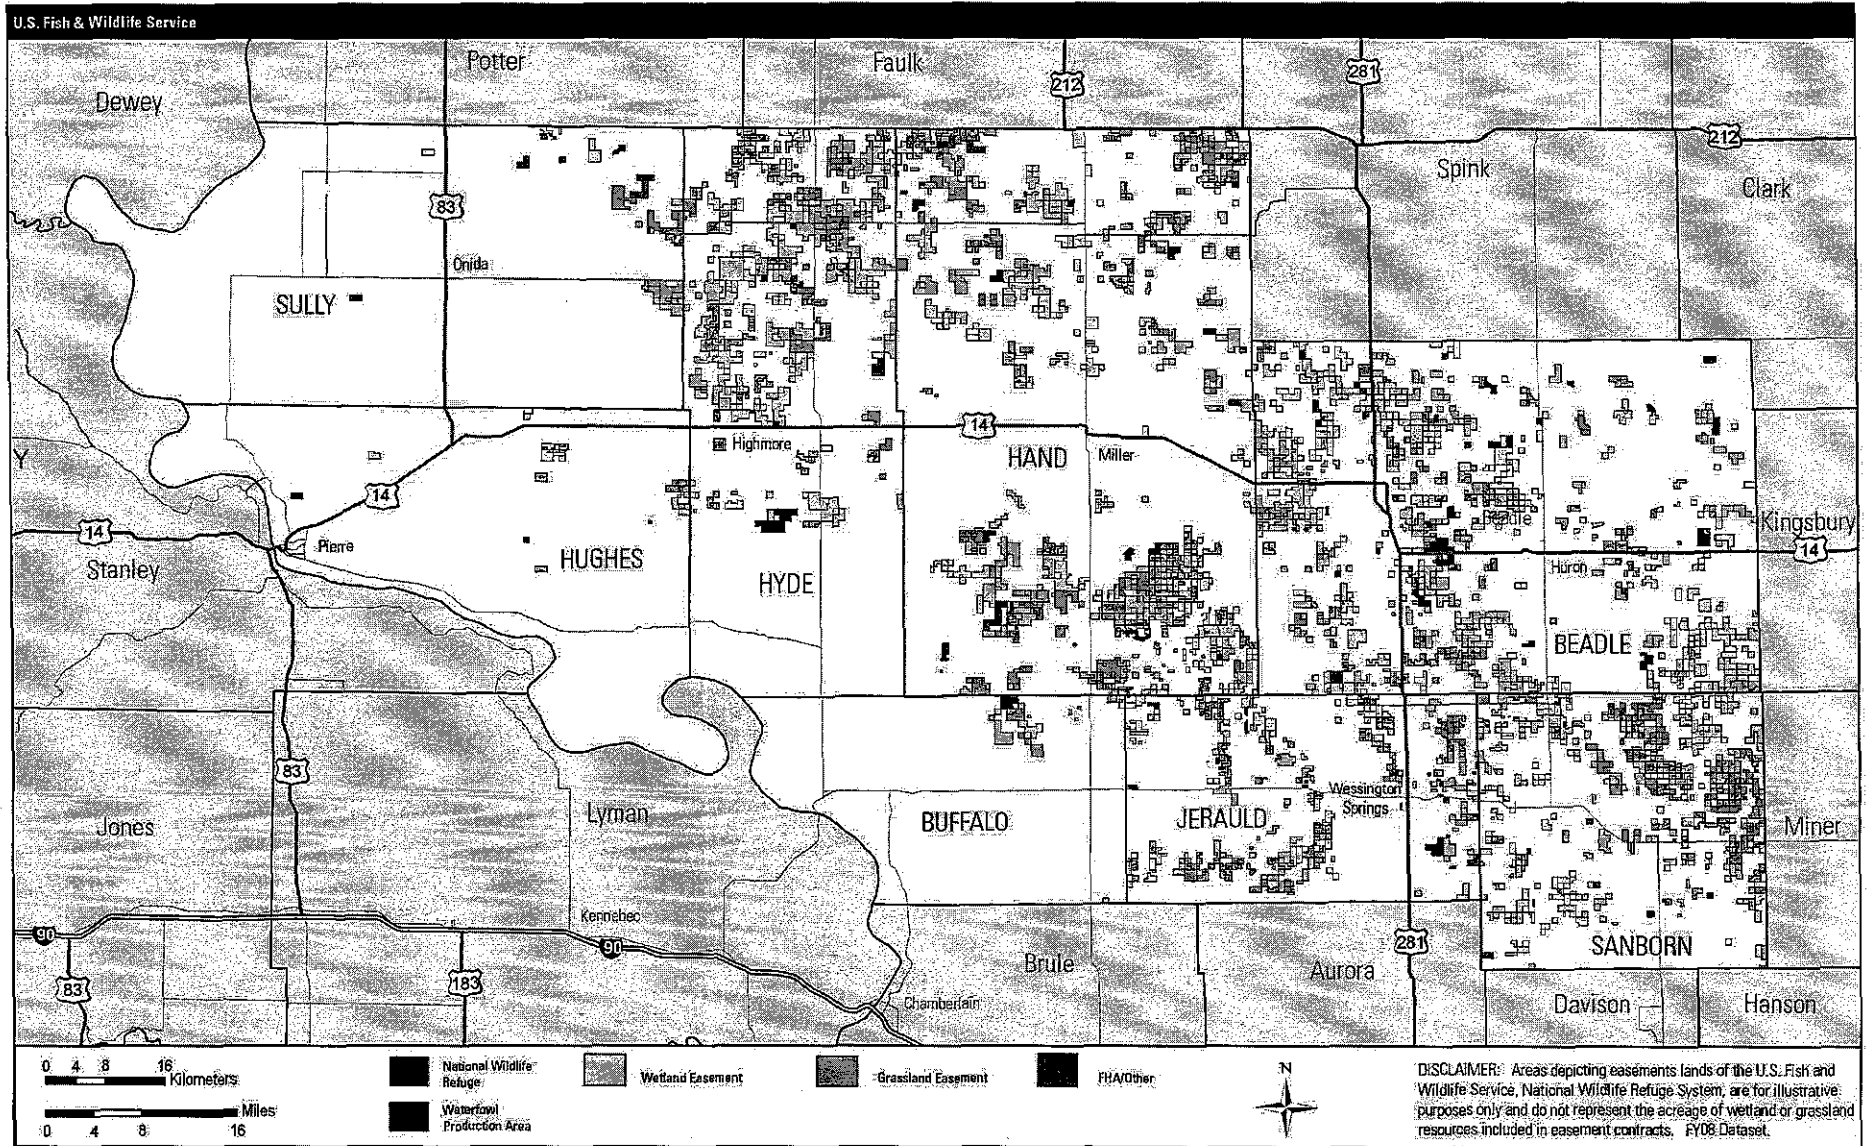 U.S. Fish & Wildlife Service
Potter
Faulk
212
281
Dewey
212
Spink
Clark
83
Onida
SULLY
14
Highmore
HAND
Miller
Y
14
14
Beadle
Kingsbury
14
Pierre
Stanley
HUGHES
HYDE
Huron
BEADLE
83
Wessington
Springs
Jones
Lyman
BUFFALO
JERAULD
Miner
Kennebec
90
90
SANBORN
281
Brule
Aurora
83
183
Chamberlain
Davison
Hanson
0 4 8 16
Kilometers
Miles
0 4 8 16
National Wildlife
Refuge
Waterfowl
Production Area
Wetland Easement
Grassland Easement
FHA/Other
N
DISCLAIMER: Areas depicting easements lands of the U.S. Fish and
Wildlife Service, National Wildlife Refuge System, are for illustrative
purposes only and do not represent the acreage of wetland or grassland
resources included in easement contracts. FY08 Dataset.